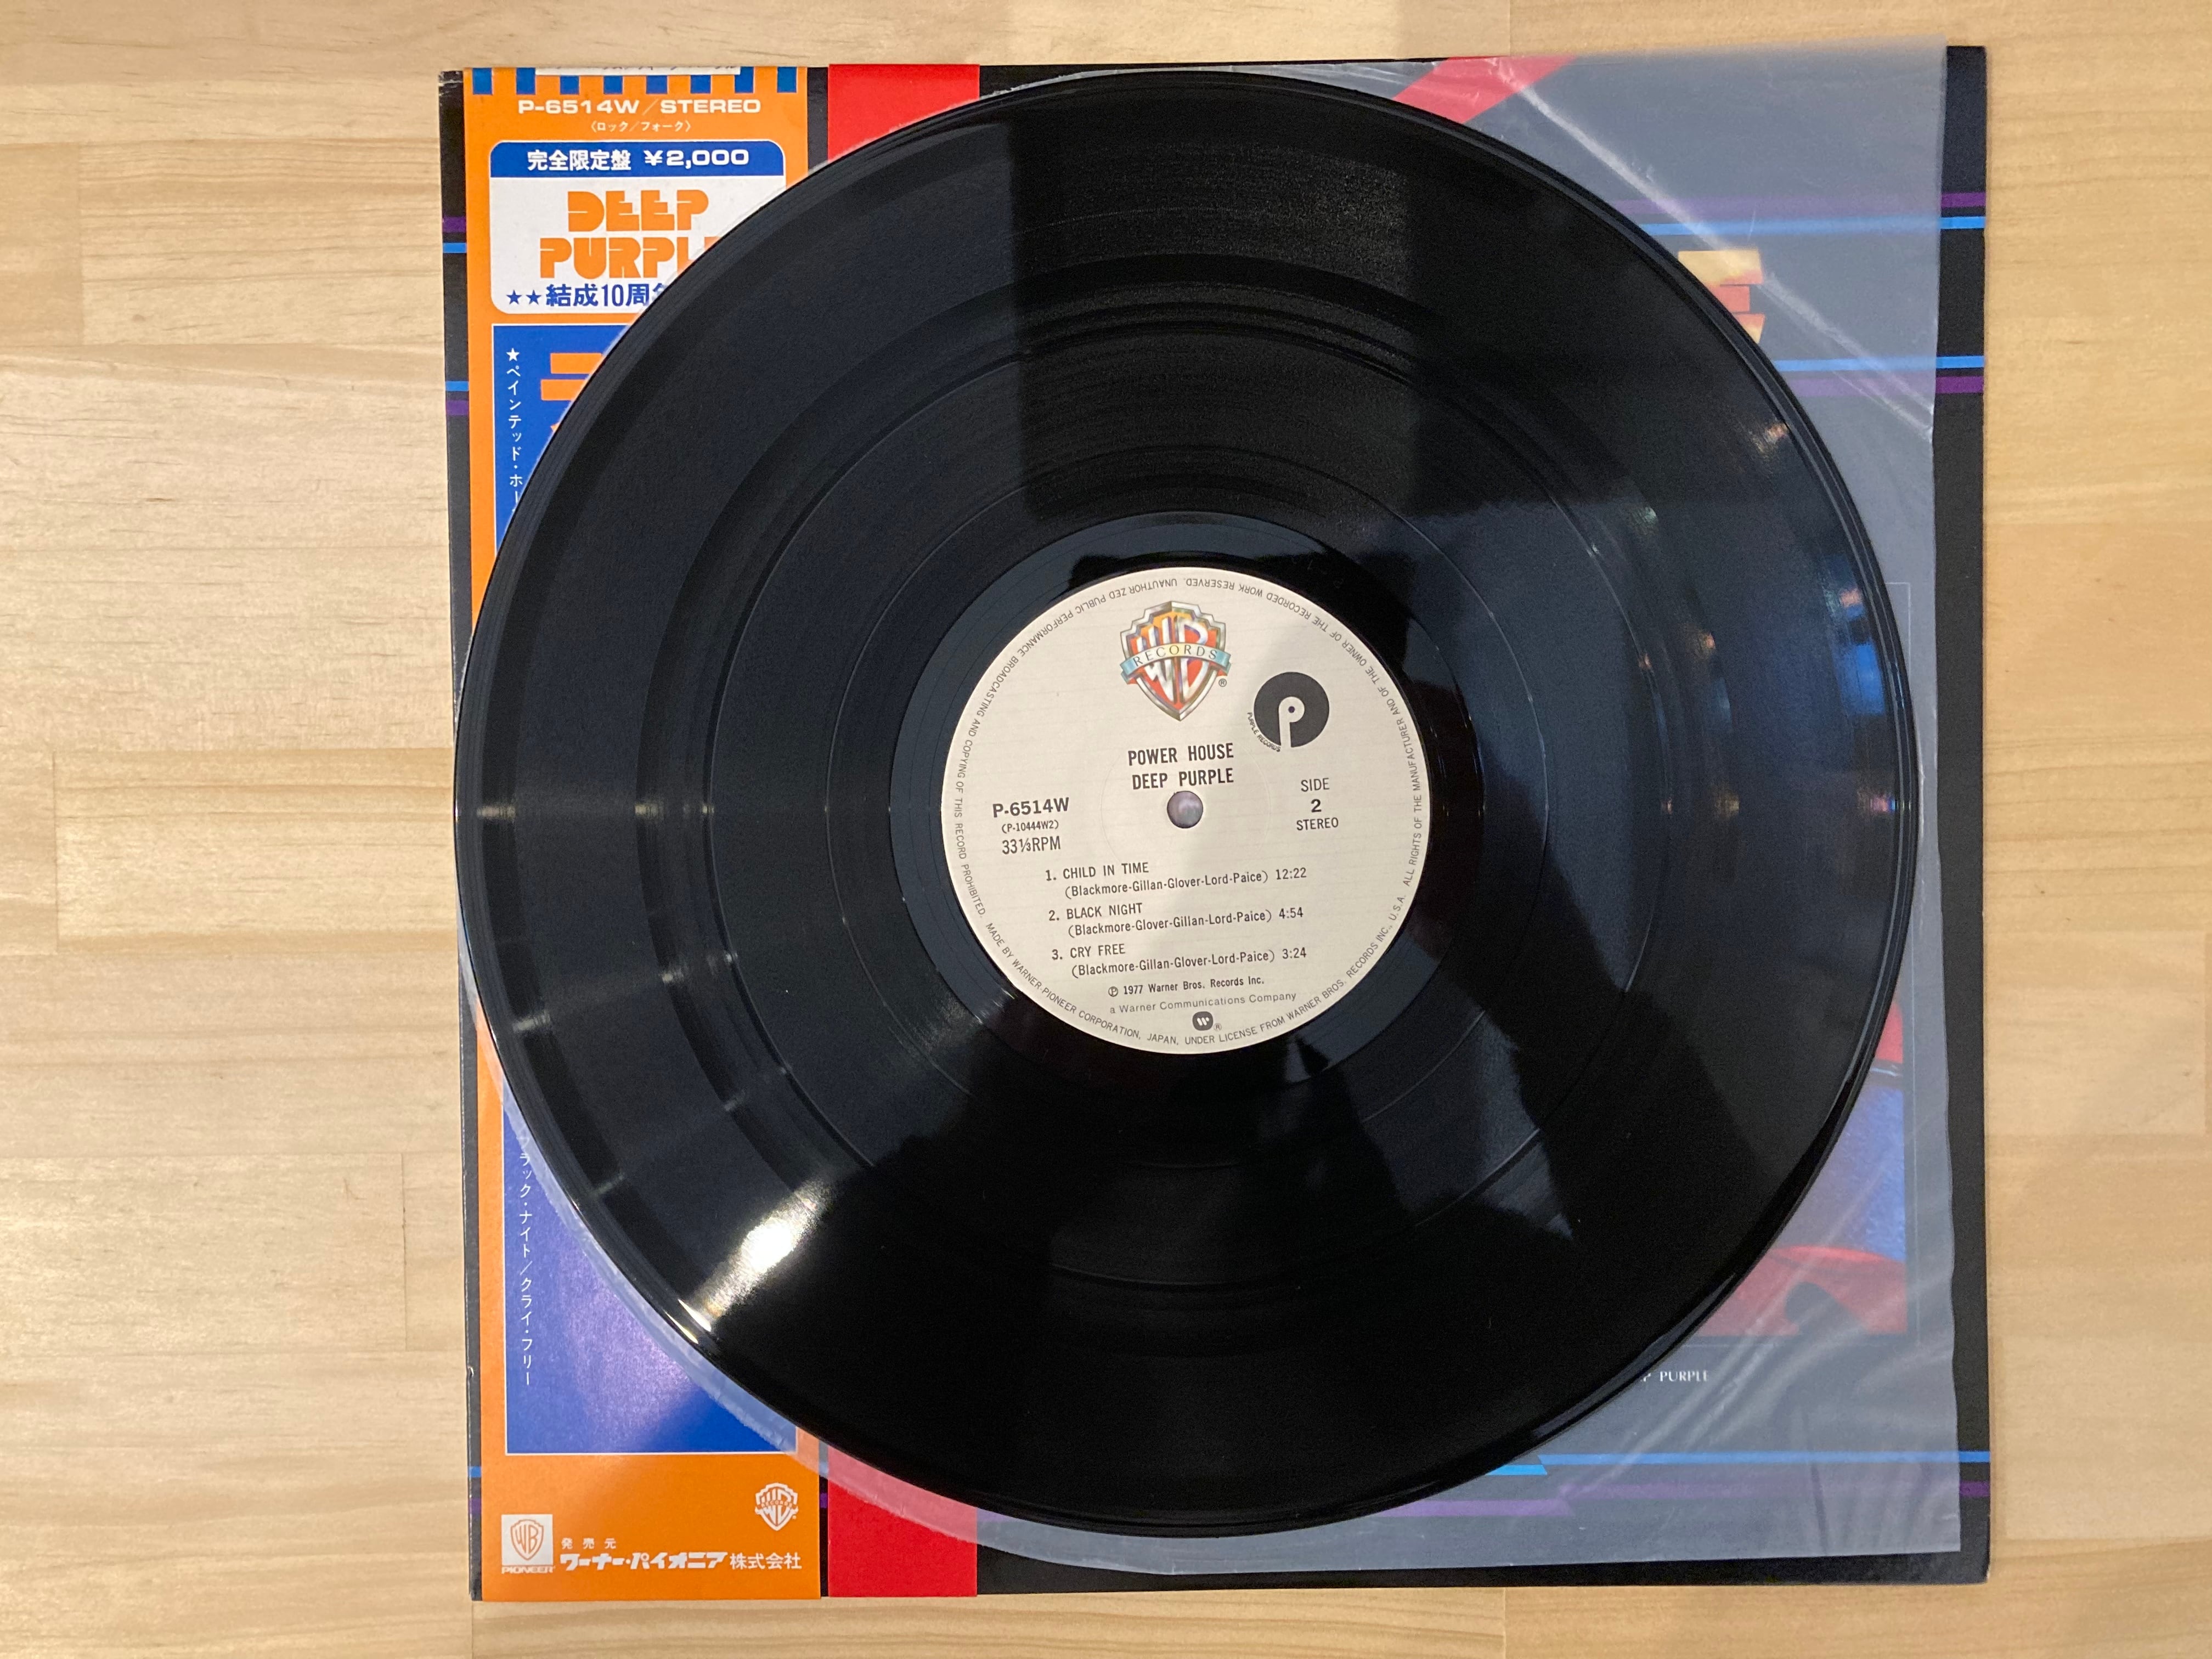 P-6514W/STEREO
〈ロック/フォーク〉
完全限定盤 ¥2,000
DEEP
PURPL
★★結成10周年
★ペインテッド・ホー
ラック・ナイト/クライ・フリー
WB
PIONEER
発売元
ワーナー・パイオニア株式会社
WB
RECORDS
®
P
PURPLE RECORDS
POWER HOUSE
DEEP PURPLE
P-6514W
(P-10444W2)
33⅓RPM
SIDE
2
STEREO
1. CHILD IN TIME
(Blackmore-Gillan-Glover-Lord-Paice) 12:22
2. BLACK NIGHT
(Blackmore-Glover-Gillan-Lord-Paice) 4:54
3. CRY FREE
(Blackmore-Gillan-Glover-Lord-Paice) 3:24
℗ 1977 Warner Bros. Records Inc.
a Warner Communications Company
®
MADE BY WARNER-PIONEER CORPORATION, JAPAN, UNDER LICENSE FROM WARNER BROS. RECORDS INC., U.S.A. ALL RIGHTS OF THE MANUFACTURER AND OF THE OWNER OF THE RECORDED WORK RESERVED. UNAUTHORIZED PUBLIC PERFORMANCE BROADCASTING AND COPYING OF THIS RECORD PROHIBITED.
PURPLE